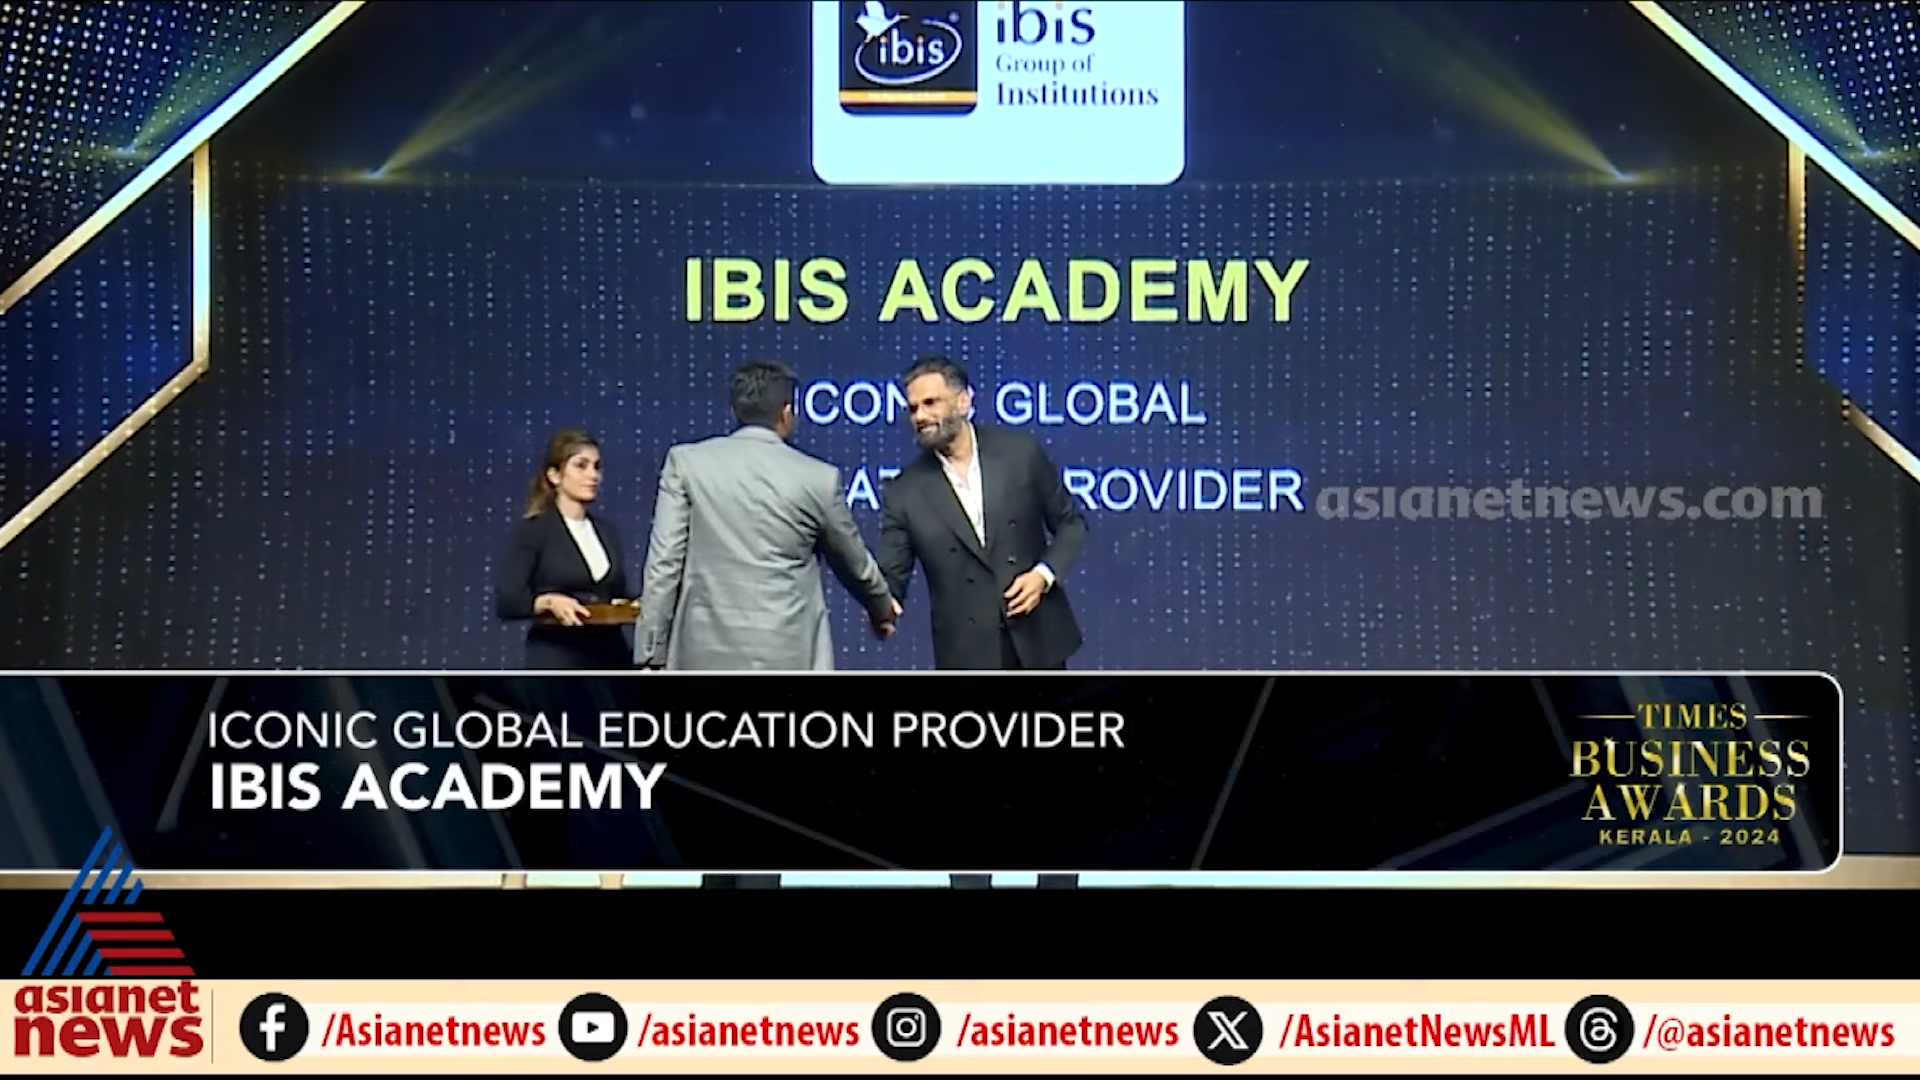 ibis
ibis
Group of
Institutions
IBIS ACADEMY
GLOBAL
ROVIDER
asianetnews.com
ICONIC GLOBAL EDUCATION PROVIDER
IBIS ACADEMY
TIMES
BUSINESS
AWARDS
KERALA - 2024
asianet
news
/Asianetnews
/asianetnews
/asianetnews
/AsianetNewsML
/@asianetnews